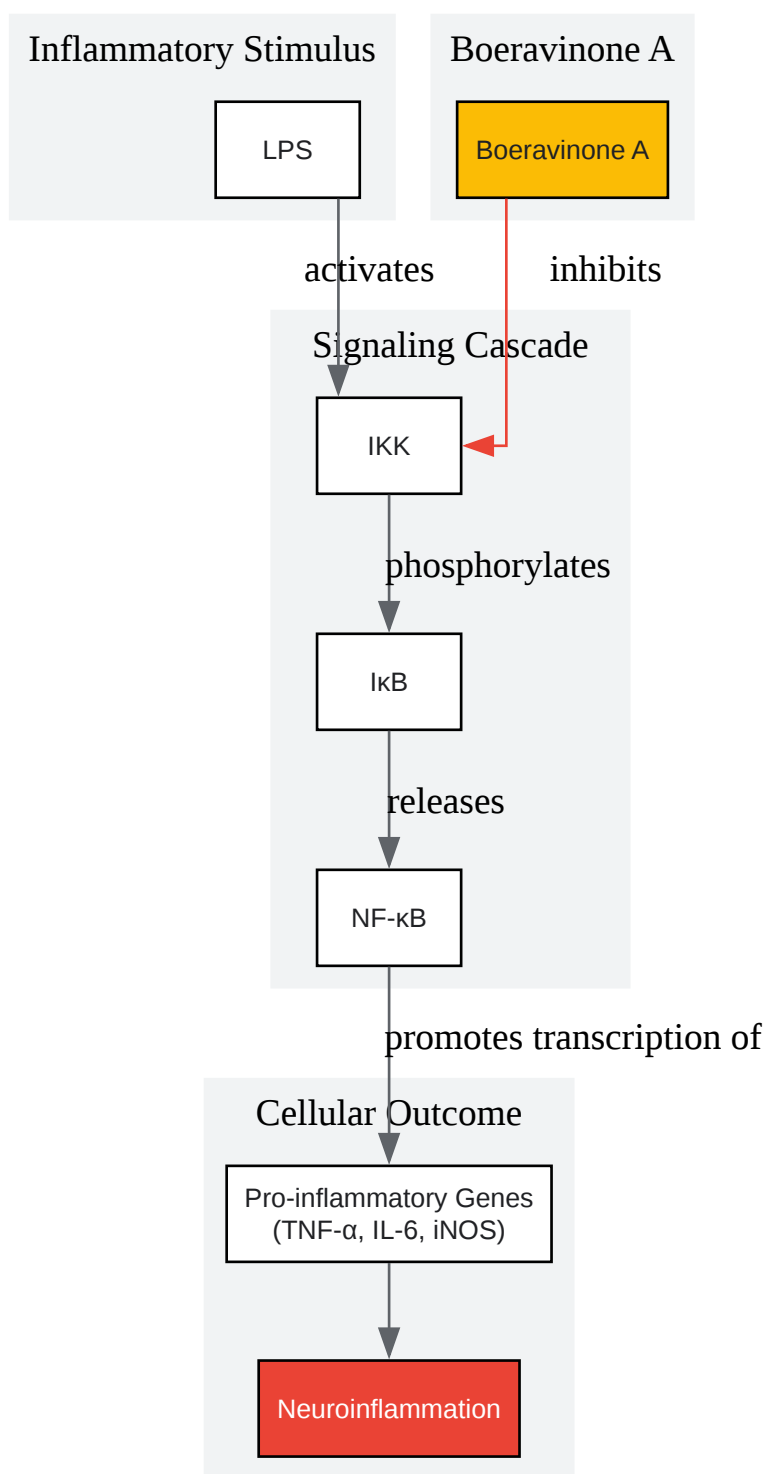 Inflammatory Stimulus
Boeravinone A
LPS
Boeravinone A
activates
inhibits
Signaling Cascade
IKK
phosphorylates
IκB
releases
NF-κB
promotes transcription of
Cellular Outcome
Pro-inflammatory Genes
(TNF-α, IL-6, iNOS)
Neuroinflammation